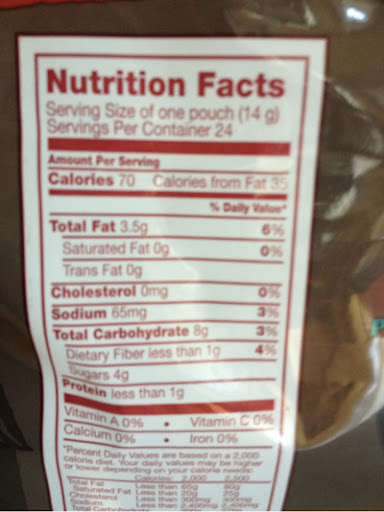 Nutrition Facts
Serving Size of one pouch (14 g)
Servings Per Container 24
Amount Per Serving
Calories 70 Calories from Fat 35
% Daily Value*
Total Fat 3.5g 6%
Saturated Fat 0g 0%
Trans Fat 0g
Cholesterol 0mg 0%
Sodium 65mg 3%
Total Carbohydrate 8g 3%
Dietary Fiber less than 1g 4%
Sugars 4g
Protein less than 1g
Vitamin A 0% • Vitamin C 0%
Calcium 0% • Iron 0%
*Percent Daily Values are based on a 2,000
calorie diet. Your daily values may be higher
or lower depending on your calorie needs:
Calories: 2,000 2,500
Total Fat Less than 65g 80g
Saturated Fat Less than 20g 25g
Cholesterol Less than 300mg 300mg
Sodium Less than 2,400mg 2,400mg
Total Carbohydrate